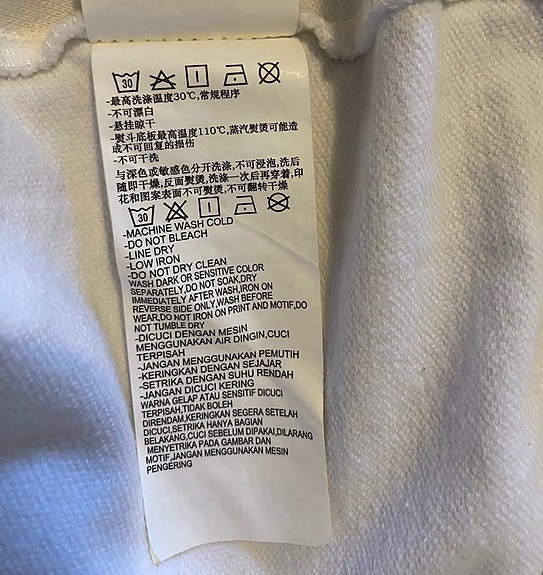 30
-最高洗涤温度30℃,常规程序
-不可漂白
-悬挂晾干
-熨斗底板最高温度110℃,蒸汽熨烫可能造
成不可回复的损伤
-不可干洗
与深色或敏感色分开洗涤,不可浸泡,洗后
随即干燥,反面熨烫,洗涤一次后再穿着,印
花和图案表面不可熨烫,不可翻转干燥
30
-MACHINE WASH COLD
-DO NOT BLEACH
-LINE DRY
-LOW IRON
-DO NOT DRY CLEAN
WASH DARK OR SENSITIVE COLOR
SEPARATELY,DO NOT SOAK,DRY
IMMEDIATELY AFTER WASH,IRON ON
REVERSE SIDE ONLY,WASH BEFORE
WEAR,DO NOT IRON ON PRINT AND MOTIF,DO
NOT TUMBLE DRY
-DICUCI DENGAN MESIN
MENGGUNAKAN AIR DINGIN,CUCI
TERPISAH
-JANGAN MENGGUNAKAN PEMUTIH
-KERINGKAN DENGAN SEJAJAR
-SETRIKA DENGAN SUHU RENDAH
-JANGAN DICUCI KERING
WARNA GELAP ATAU SENSITIF DICUCI
TERPISAH,TIDAK BOLEH
DIRENDAM,KERINGKAN SEGERA SETELAH
DICUCI,SETRIKA HANYA BAGIAN
BELAKANG,CUCI SEBELUM DIPAKAI,DILARANG
MENYETRIKA PADA GAMBAR DAN
MOTIF,JANGAN MENGGUNAKAN MESIN
PENGERING